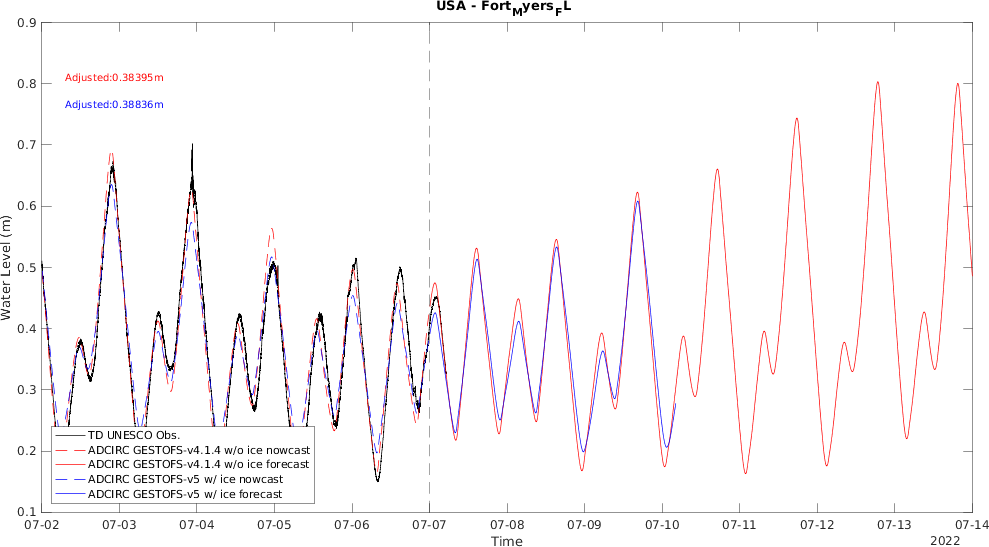 USA - Fort_Myers_FL
Adjusted:0.38395m
Adjusted:0.38836m
Water Level (m)
0.9
0.8
0.7
0.6
0.5
0.4
0.3
0.2
0.1
TD UNESCO Obs.
ADCIRC GESTOFS-v4.1.4 w/o ice nowcast
ADCIRC GESTOFS-v4.1.4 w/o ice forecast
ADCIRC GESTOFS-v5 w/ ice nowcast
ADCIRC GESTOFS-v5 w/ ice forecast
07-02 07-03 07-04 07-05 07-06 07-07 07-08 07-09 07-10 07-11 07-12 07-13 07-14
Time
2022